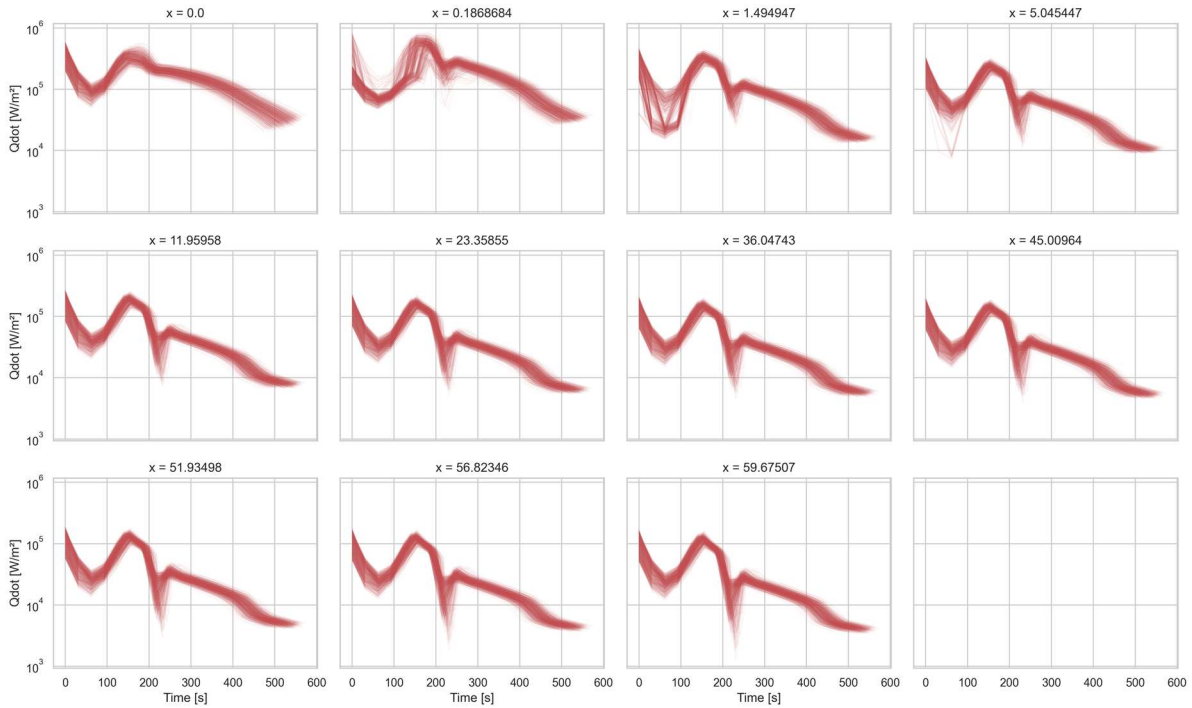 x = 0.0
x = 0.1868684
x = 1.494947
x = 5.045447
10⁶
10⁵
10⁴
10³
Qdot [W/m²]
x = 11.95958
x = 23.35855
x = 36.04743
x = 45.00964
10⁶
10⁵
10⁴
10³
Qdot [W/m²]
x = 51.93498
x = 56.82346
x = 59.67507
10⁶
10⁵
10⁴
10³
Qdot [W/m²]
0 100 200 300 400 500 600
0 100 200 300 400 500 600
0 100 200 300 400 500 600
0 100 200 300 400 500 600
Time [s]
Time [s]
Time [s]